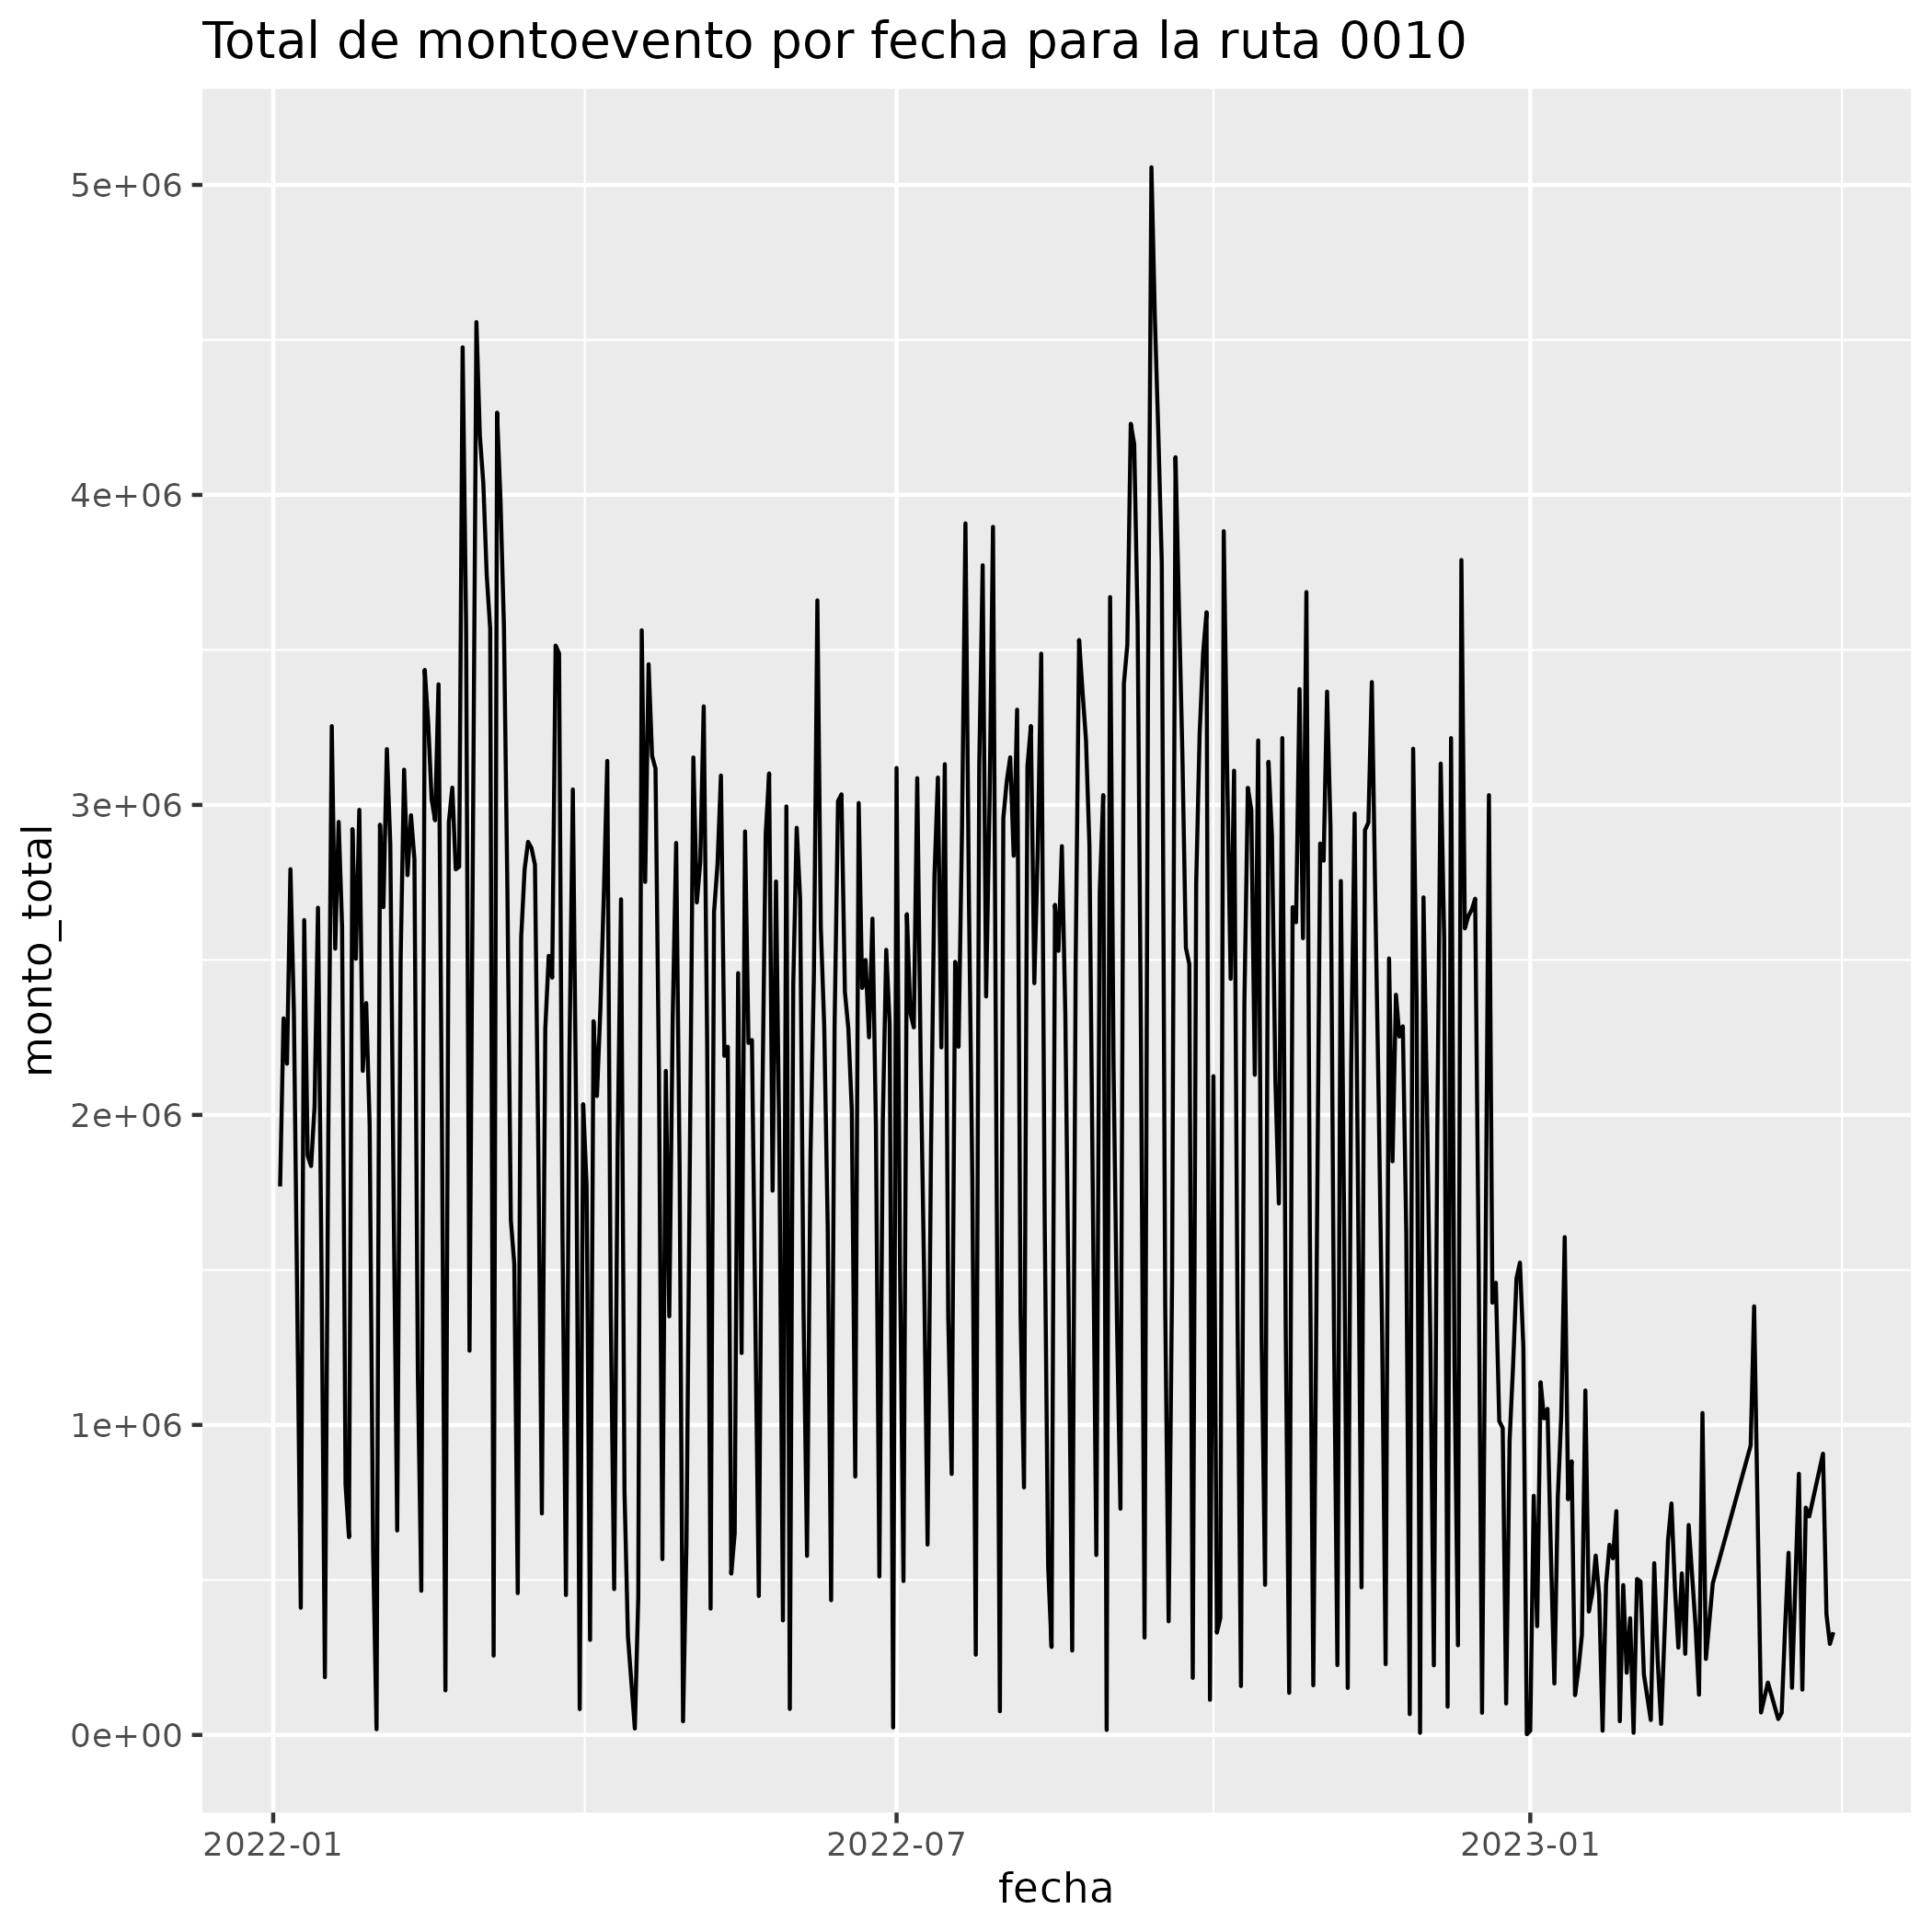 Total de montoevento por fecha para la ruta 0010
5e+06
4e+06
3e+06
2e+06
1e+06
0e+00
monto_total
2022-01
2022-07
2023-01
fecha